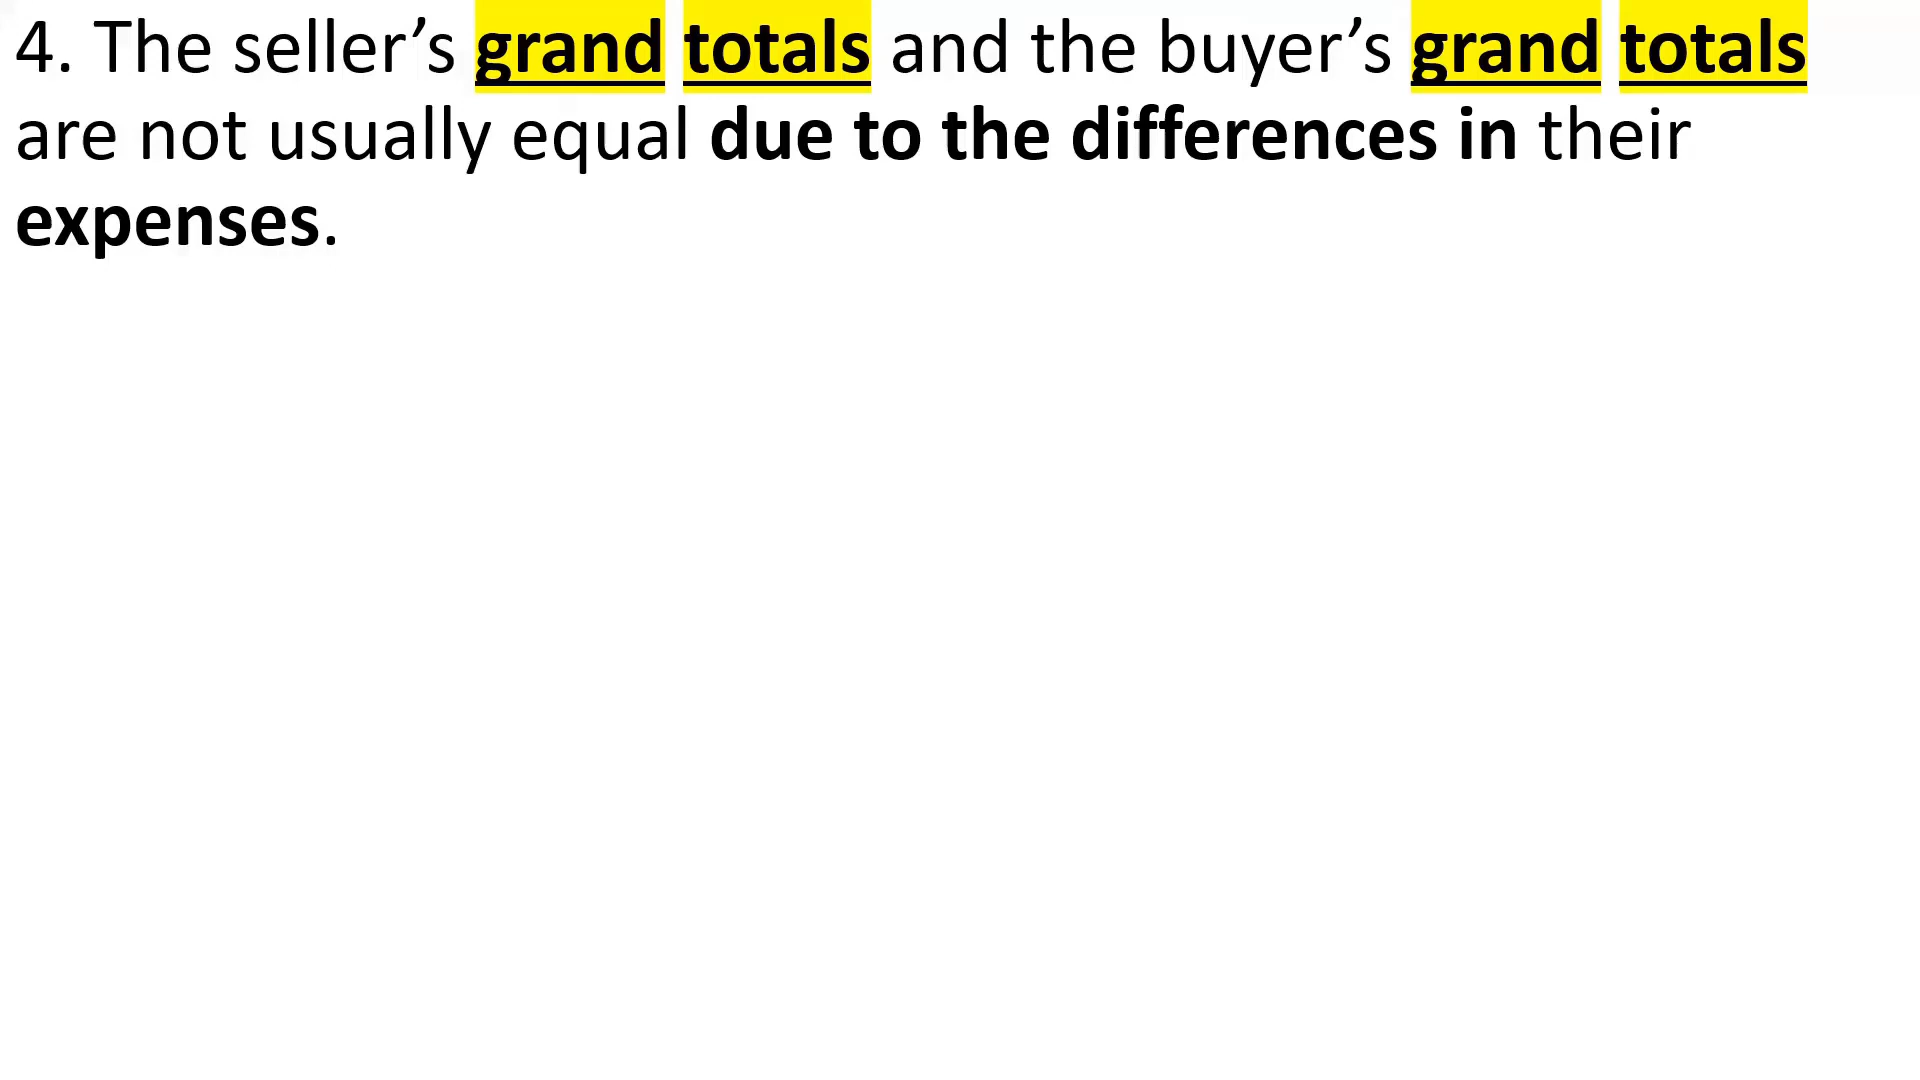 4. The seller’s grand totals and the buyer’s grand totals
are not usually equal due to the differences in their
expenses.